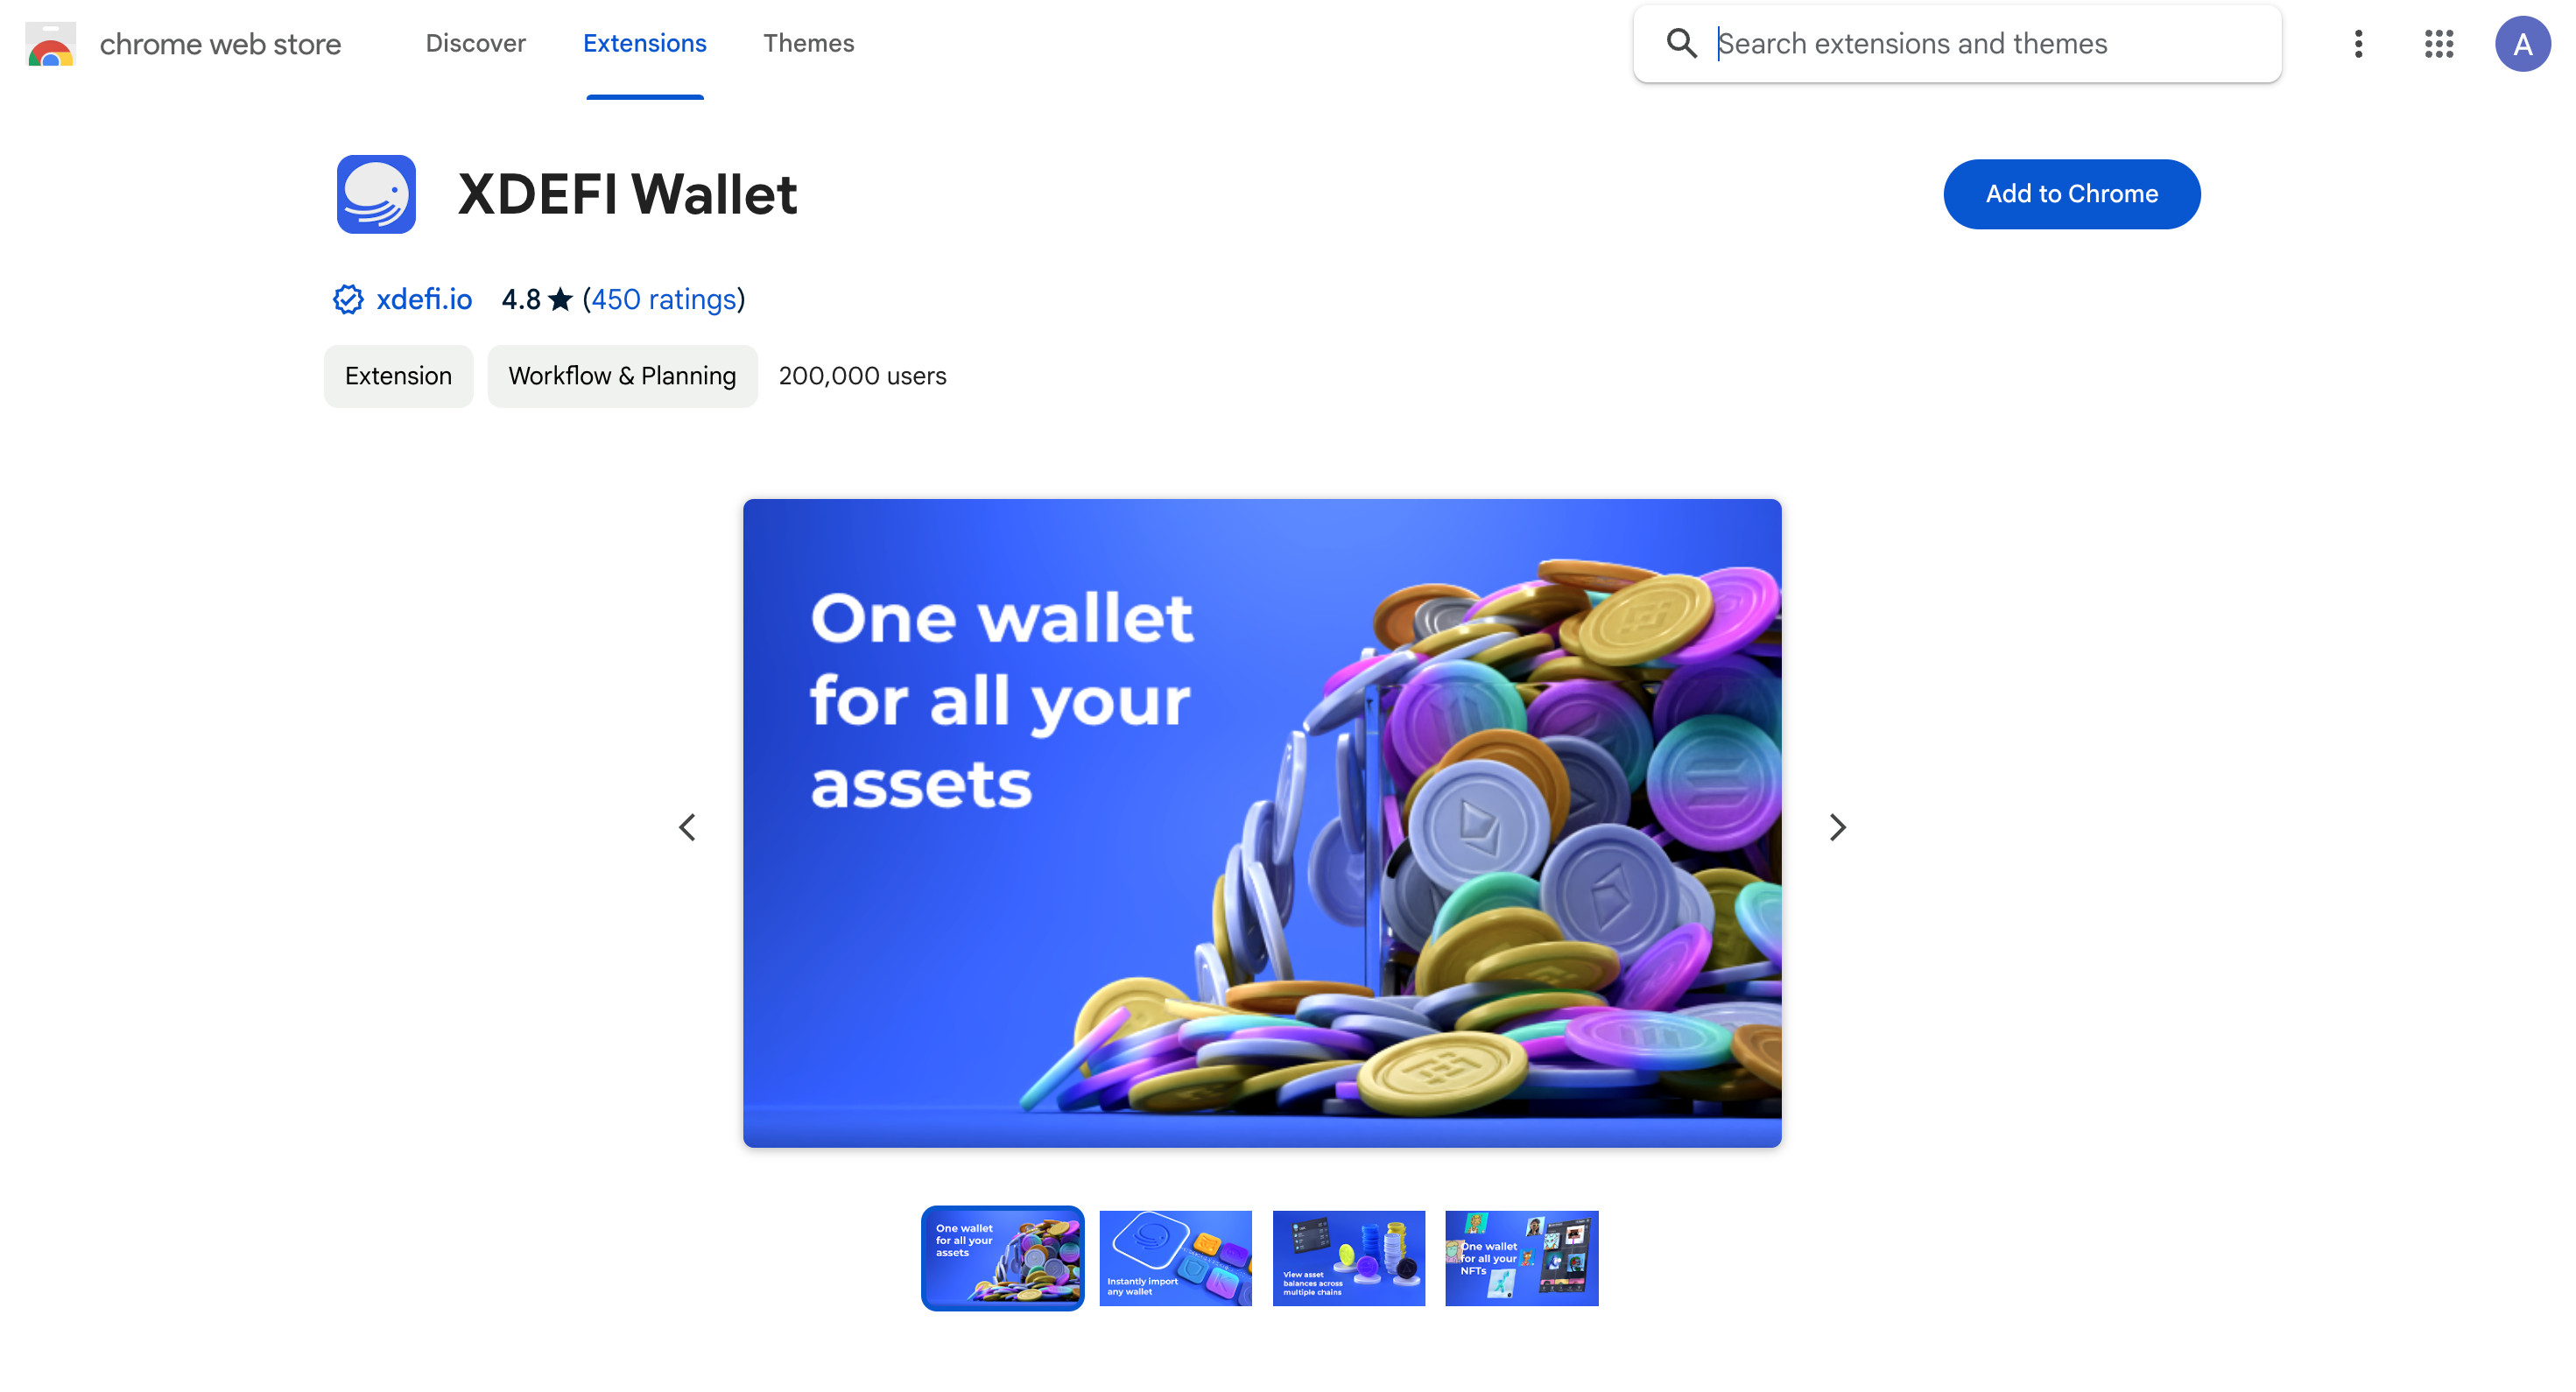 chrome web store
Discover
Extensions
Themes
Search extensions and themes
A
XDEFI Wallet
Add to Chrome
xdefi.io
4.8★ (450 ratings)
Extension
Workflow & Planning
200,000 users
One wallet
for all your
assets
One wallet
for all your
assets
Instantly import
any wallet
View asset
balances across
multiple chains
One wallet
for all your
NFTs